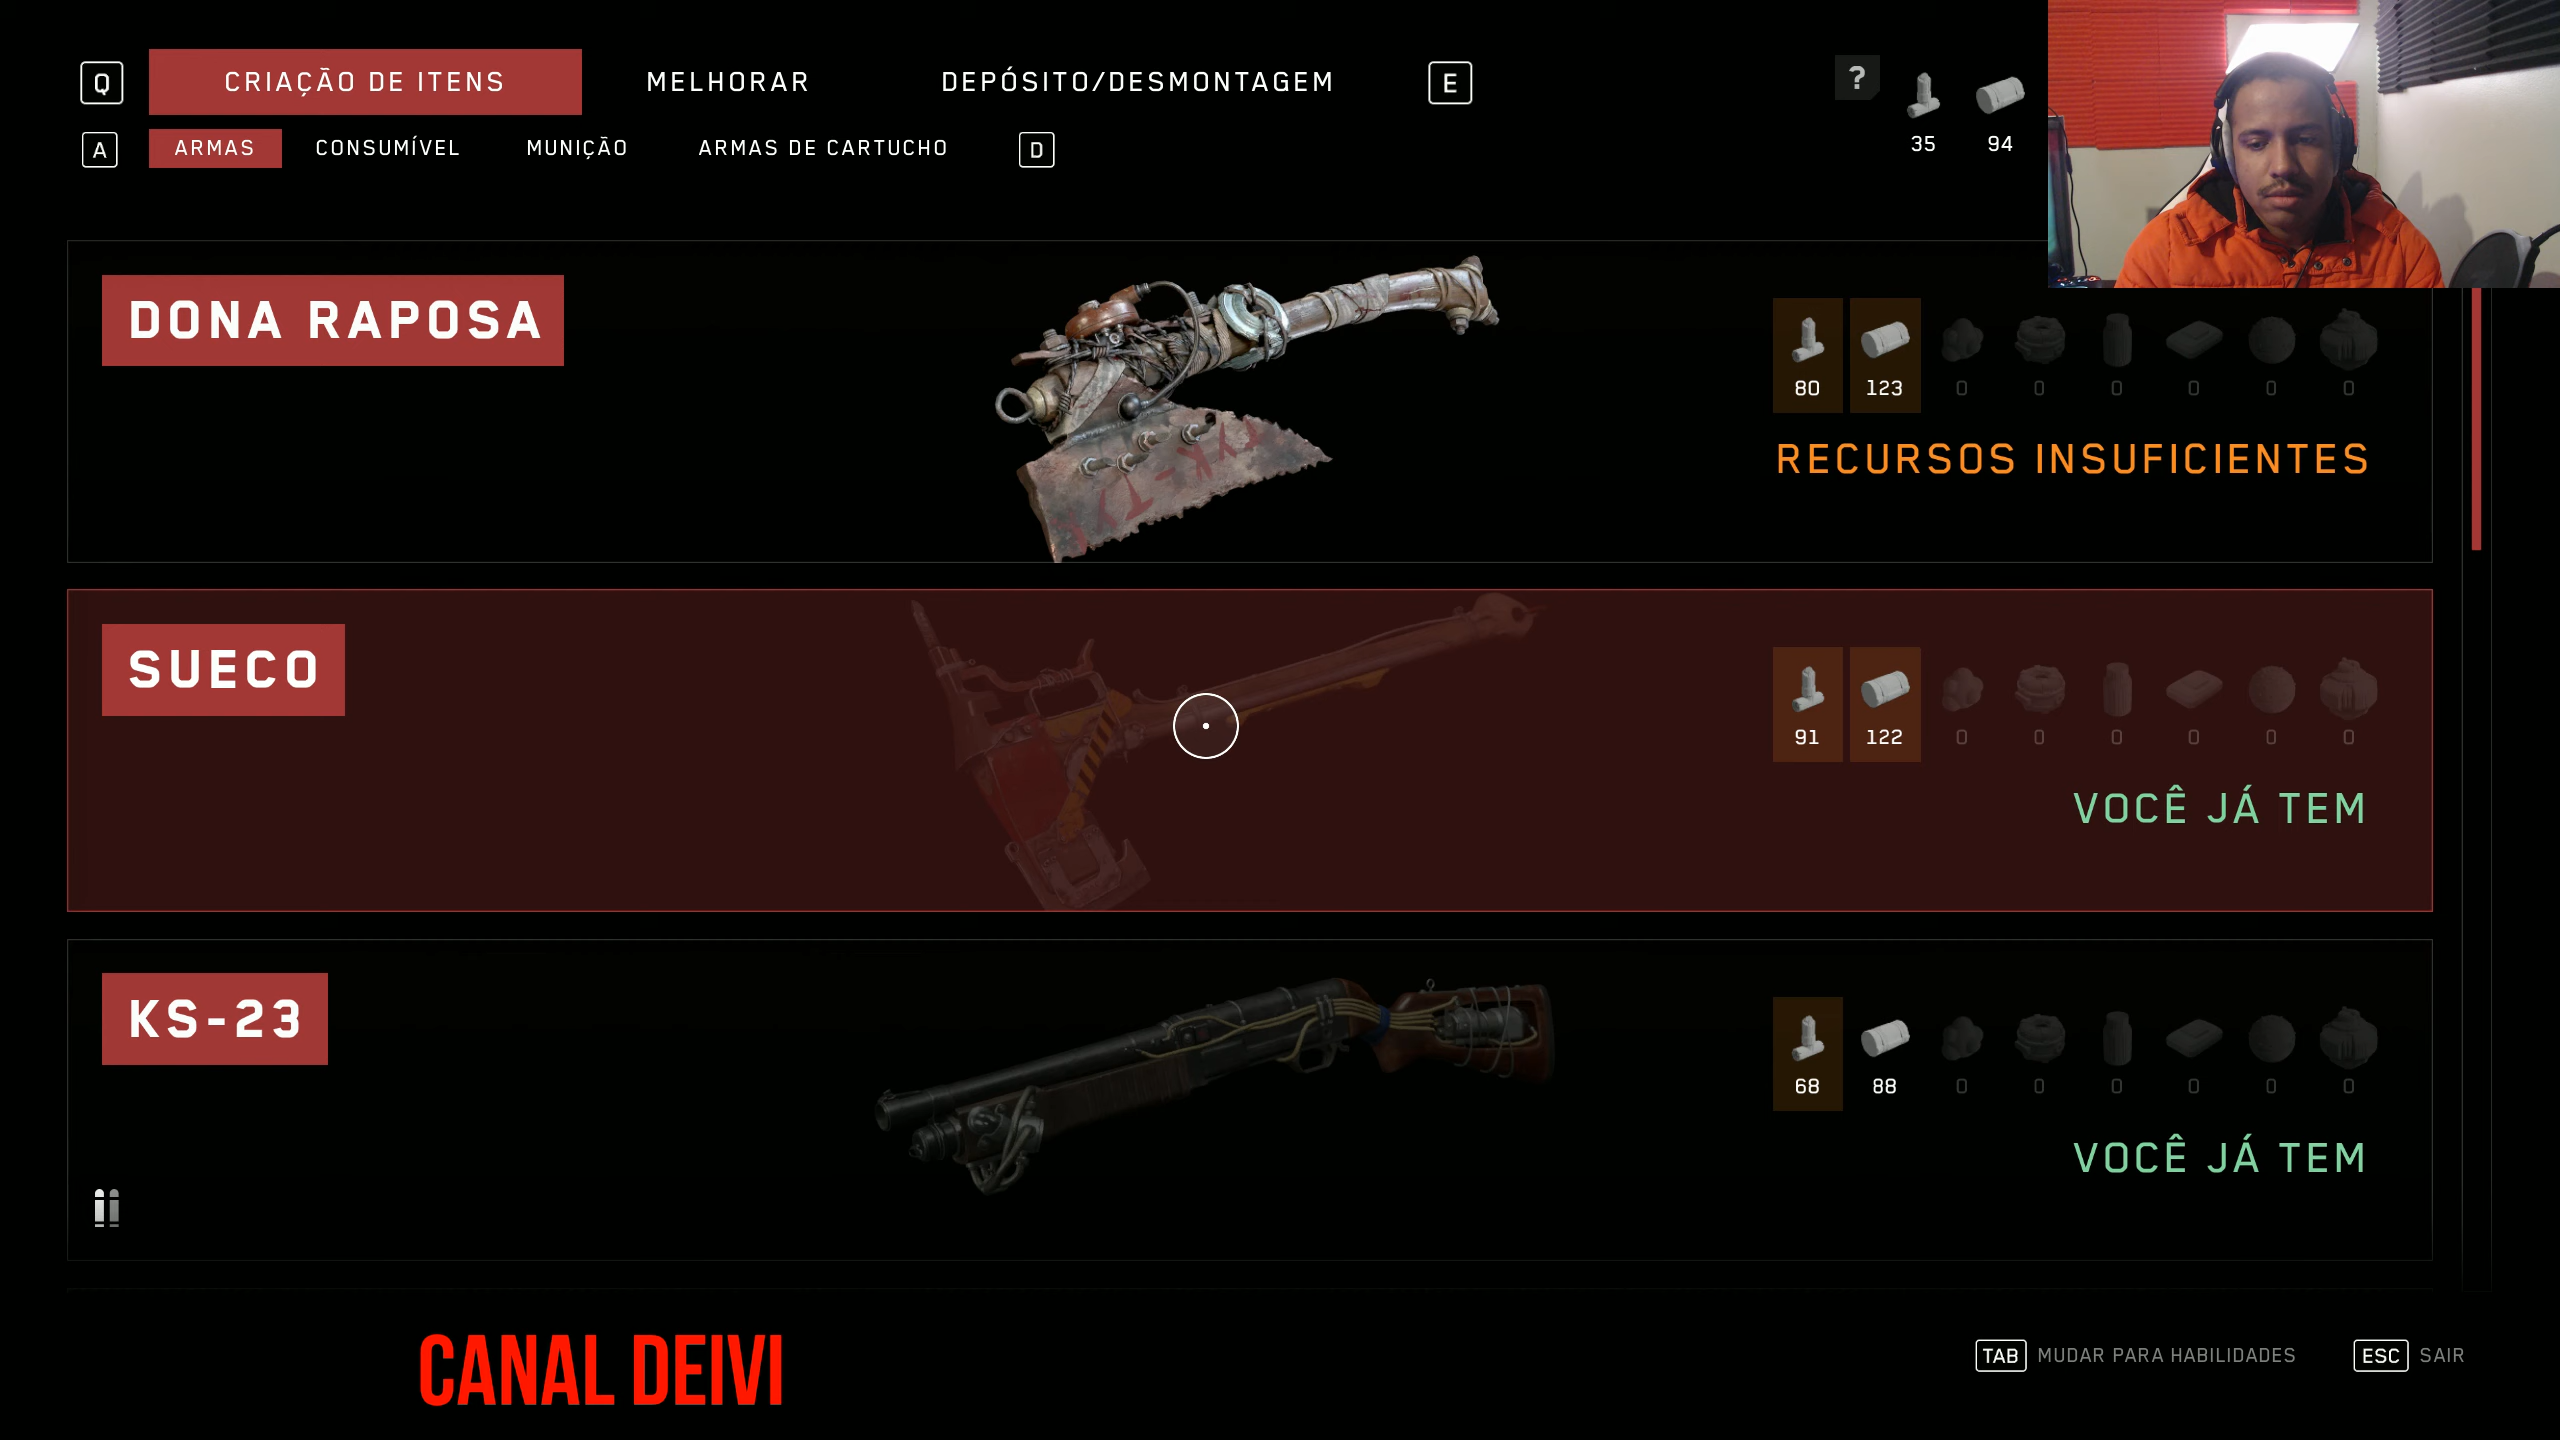 Q CRIAÇÃO DE ITENS MELHORAR DEPÓSITO/DESMONTAGEM E ?
A ARMAS CONSUMÍVEL MUNIÇÃO ARMAS DE CARTUCHO D
35 94
DONA RAPOSA
80 123 0 0 0 0 0 0
RECURSOS INSUFICIENTES
SUECO
91 122 0 0 0 0 0 0
VOCÊ JÁ TEM
KS-23
68 88 0 0 0 0 0 0
VOCÊ JÁ TEM
CANAL DEIVI
TAB MUDAR PARA HABILIDADES ESC SAIR